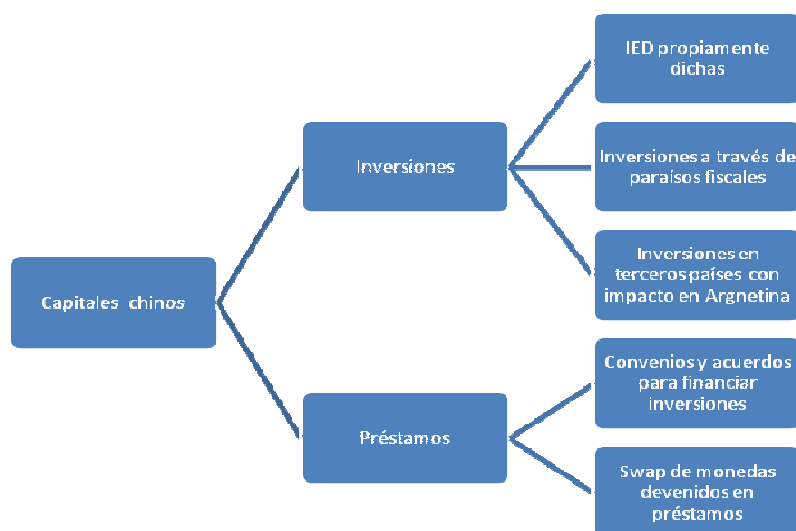 IED propiamente
dichas
Inversiones
Inversiones a través de
paraísos fiscales
Inversiones en
terceros países con
impacto en Argnetina
Capitales chinos
Convenios y acuerdos
para financiar
inversiones
Préstamos
Swap de monedas
devenidos en
préstamos